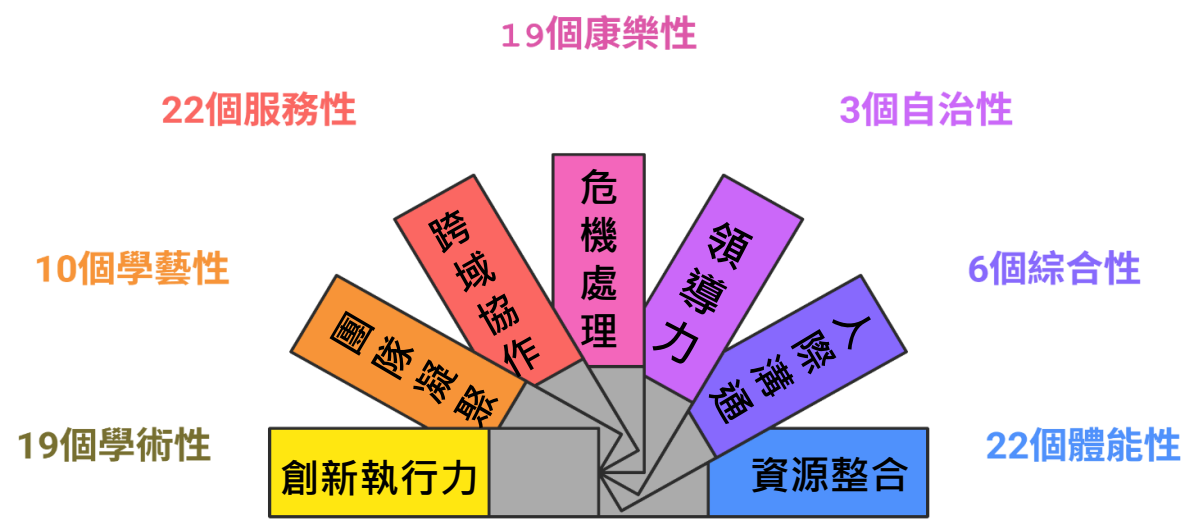 19個康樂性
22個服務性
3個自治性
危機處理
跨域協作
領導力
10個學藝性
6個綜合性
團隊凝聚
人際溝通
19個學術性
22個體能性
創新執行力
資源整合